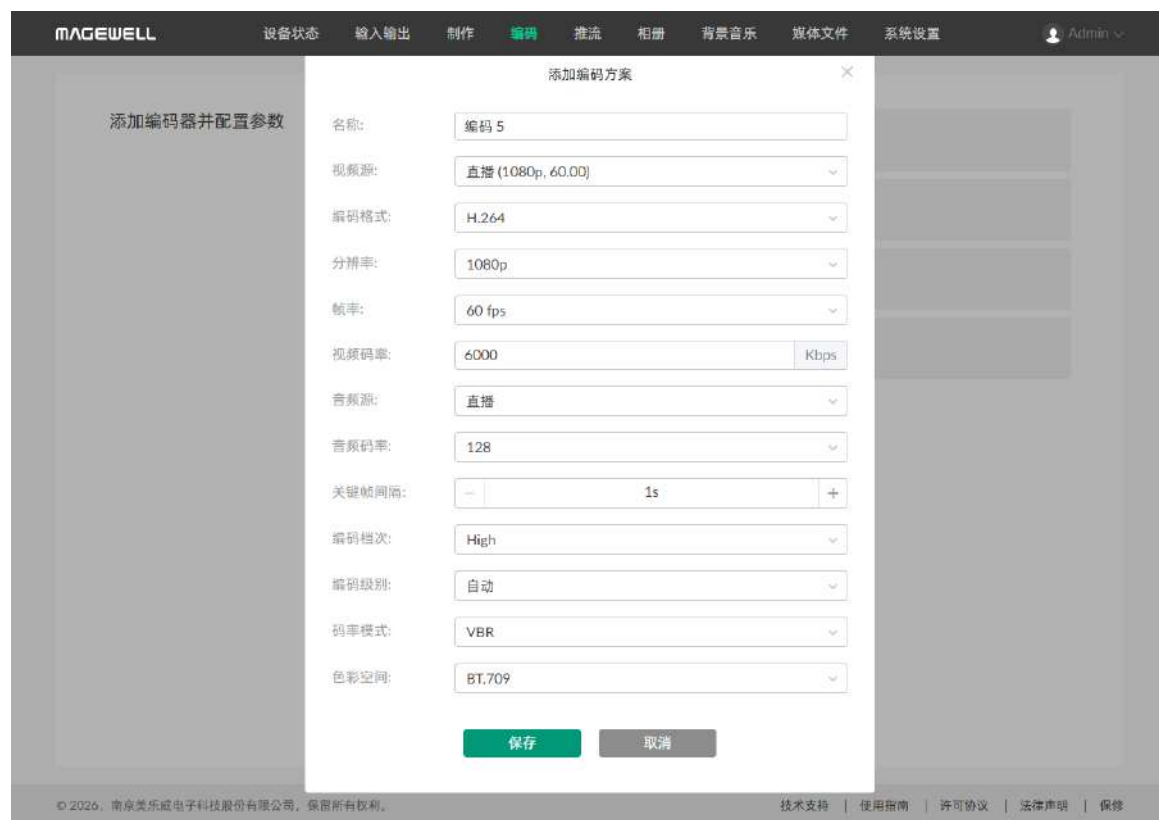 MAGEWELL 设备状态 输入输出 制作 编码 推流 相册 背景音乐 媒体文件 系统设置 Admin
添加编码方案
添加编码器并配置参数
名称: 编码 5
视频源: 直播 (1080p, 60.00)
编码格式: H.264
分辨率: 1080p
帧率: 60 fps
视频码率: 6000 Kbps
音频源: 直播
音频码率: 128
关键帧间隔: − 1s +
编码档次: High
编码级别: 自动
码率模式: VBR
色彩空间: BT.709
保存 取消
© 2026, 南京美乐威电子科技股份有限公司, 保留所有权利。 技术支持 | 使用指南 | 许可协议 | 法律声明 | 保修